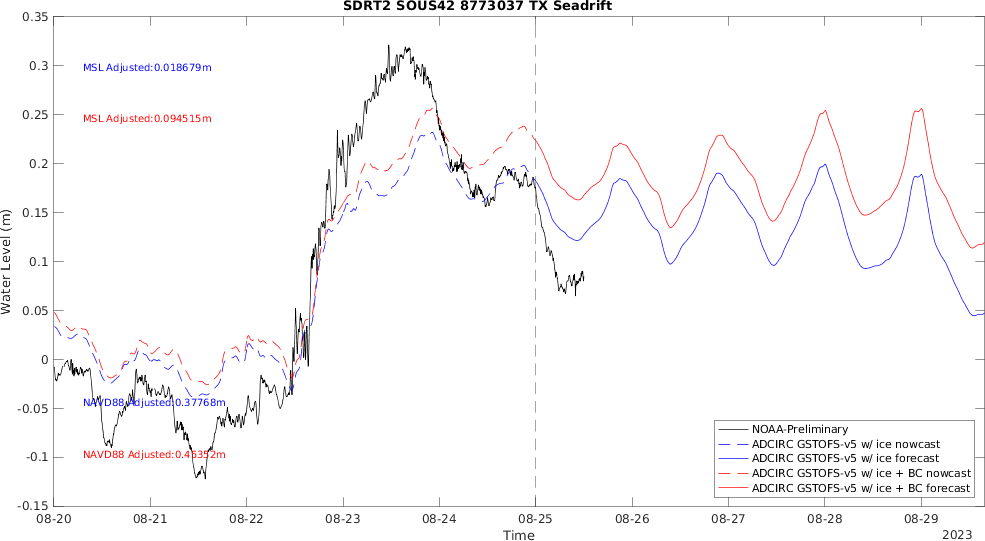 SDRT2 SOUS42 8773037 TX Seadrift
0.35
0.3
0.25
0.2
0.15
0.1
0.05
0
-0.05
-0.1
-0.15
Water Level (m)
MSL Adjusted:0.018679m
MSL Adjusted:0.094515m
NAVD88 Adjusted:0.37768m
NAVD88 Adjusted:0.45352m
NOAA-Preliminary
ADCIRC GSTOFS-v5 w/ ice nowcast
ADCIRC GSTOFS-v5 w/ ice forecast
ADCIRC GSTOFS-v5 w/ ice + BC nowcast
ADCIRC GSTOFS-v5 w/ ice + BC forecast
08-20 08-21 08-22 08-23 08-24 08-25 08-26 08-27 08-28 08-29
Time
2023